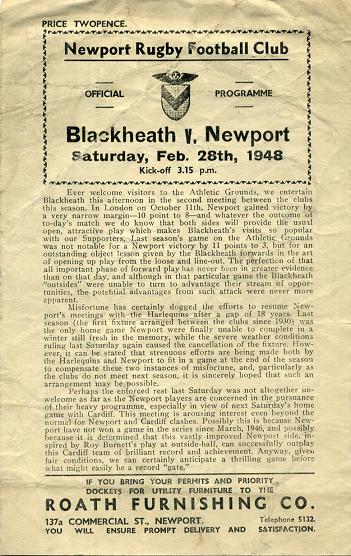 PRICE TWOPENCE.
Newport Rugby Football Club
OFFICIAL PROGRAMME
Blackheath V. Newport
Saturday, Feb. 28th, 1948
Kick-off 3.15 p.m.
Ever welcome visitors to the Athletic Grounds, we entertain
Blackheath this afternoon in the second meeting between the clubs
this season. In London on October 11th, Newport gained victory by
a very narrow margin—10 point to 8—and whatever the outcome of
to-day's match we do know that both sides will provide the usual
open, attractive play which makes Blackheath's visits so popular
with our Supporters. Last season's game on the Athletic Grounds
was not notable for a Newport victory by 11 points to 3, but for an
outstanding object lesson given by the Blackheath forwards in the art
of opening up play from the loose and line-out. The perfection of that
all important phase of forward play has never been in greater evidence
than on that day, and although in that particular game the Blackheath
"outsides" were unable to turn to advantage their stream of oppor-
tunities, the potential advantages from such attack were never more
apparent.
Misfortune has certainly dogged the efforts to resume New-
port's meetings with the Harlequins after a gap of 18 years. Last
season (the first fixture arranged between the clubs since 1930) was
the only home game Newport were finally unable to complete in a
winter still fresh in the memory, while the severe weather conditions
ruling last Saturday again caused the cancellation of the fixture. How-
ever, it can be stated that strenuous efforts are being made both by
the Harlequins and Newport to fit in a game at the end of the season
to compensate these two instances of misfortune, and, particularly as
the clubs do not meet next season, it is sincerely hoped that such an
arrangement may be possible.
Perhaps the enforced rest last Saturday was not altogether un-
welcome as far as the Newport players are concerned in the pursuance
of their heavy programme, especially in view of next Saturday's home
game with Cardiff. This meeting is arousing interest even beyond the
normal for Newport and Cardiff clashes. Possibly this is because New-
port have not won a game in the series since March, 1946, and possibly
because it is determined that this vastly improved Newport side, in-
spired by Roy Burnett's play at outside-half, can successfully outplay
this Cardiff team of brilliant record and achievement. Anyway, given
fair conditions, we can certainly anticipate a thrilling game before
what might easily be a record "gate."
IF YOU BRING YOUR PERMITS AND PRIORITY
DOCKETS FOR UTILITY FURNITURE TO THE
ROATH FURNISHING CO.
137a COMMERCIAL ST., NEWPORT. Telephone 5132.
YOU WILL ENSURE PROMPT DELIVERY AND SATISFACTION.